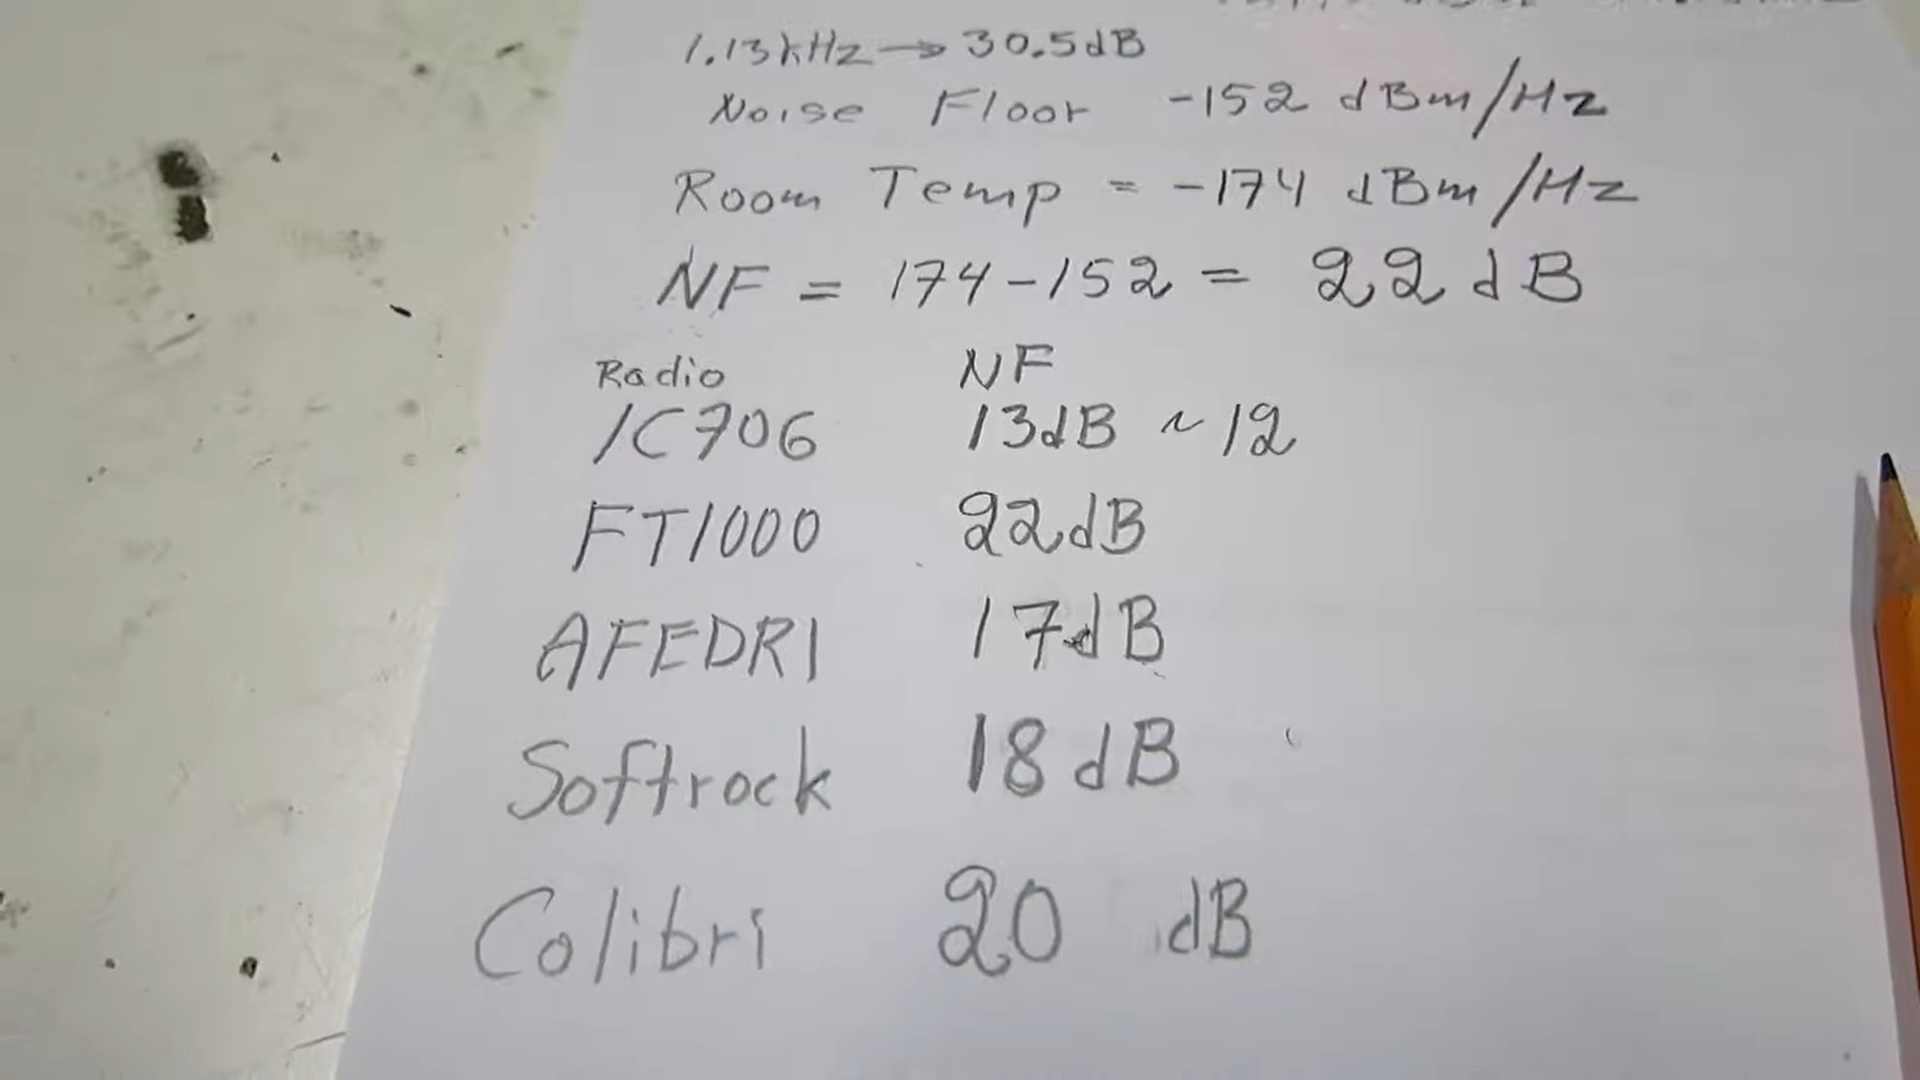 1.13kHz → 30.5dB
Noise Floor -152 dBm/Hz
Room Temp = -174 dBm/Hz
NF = 174-152 = 22 dB
Radio NF
IC706 13dB ~ 12
FT1000 22dB
AFEDRI 17dB
Softrock 18dB
Colibri 20 dB